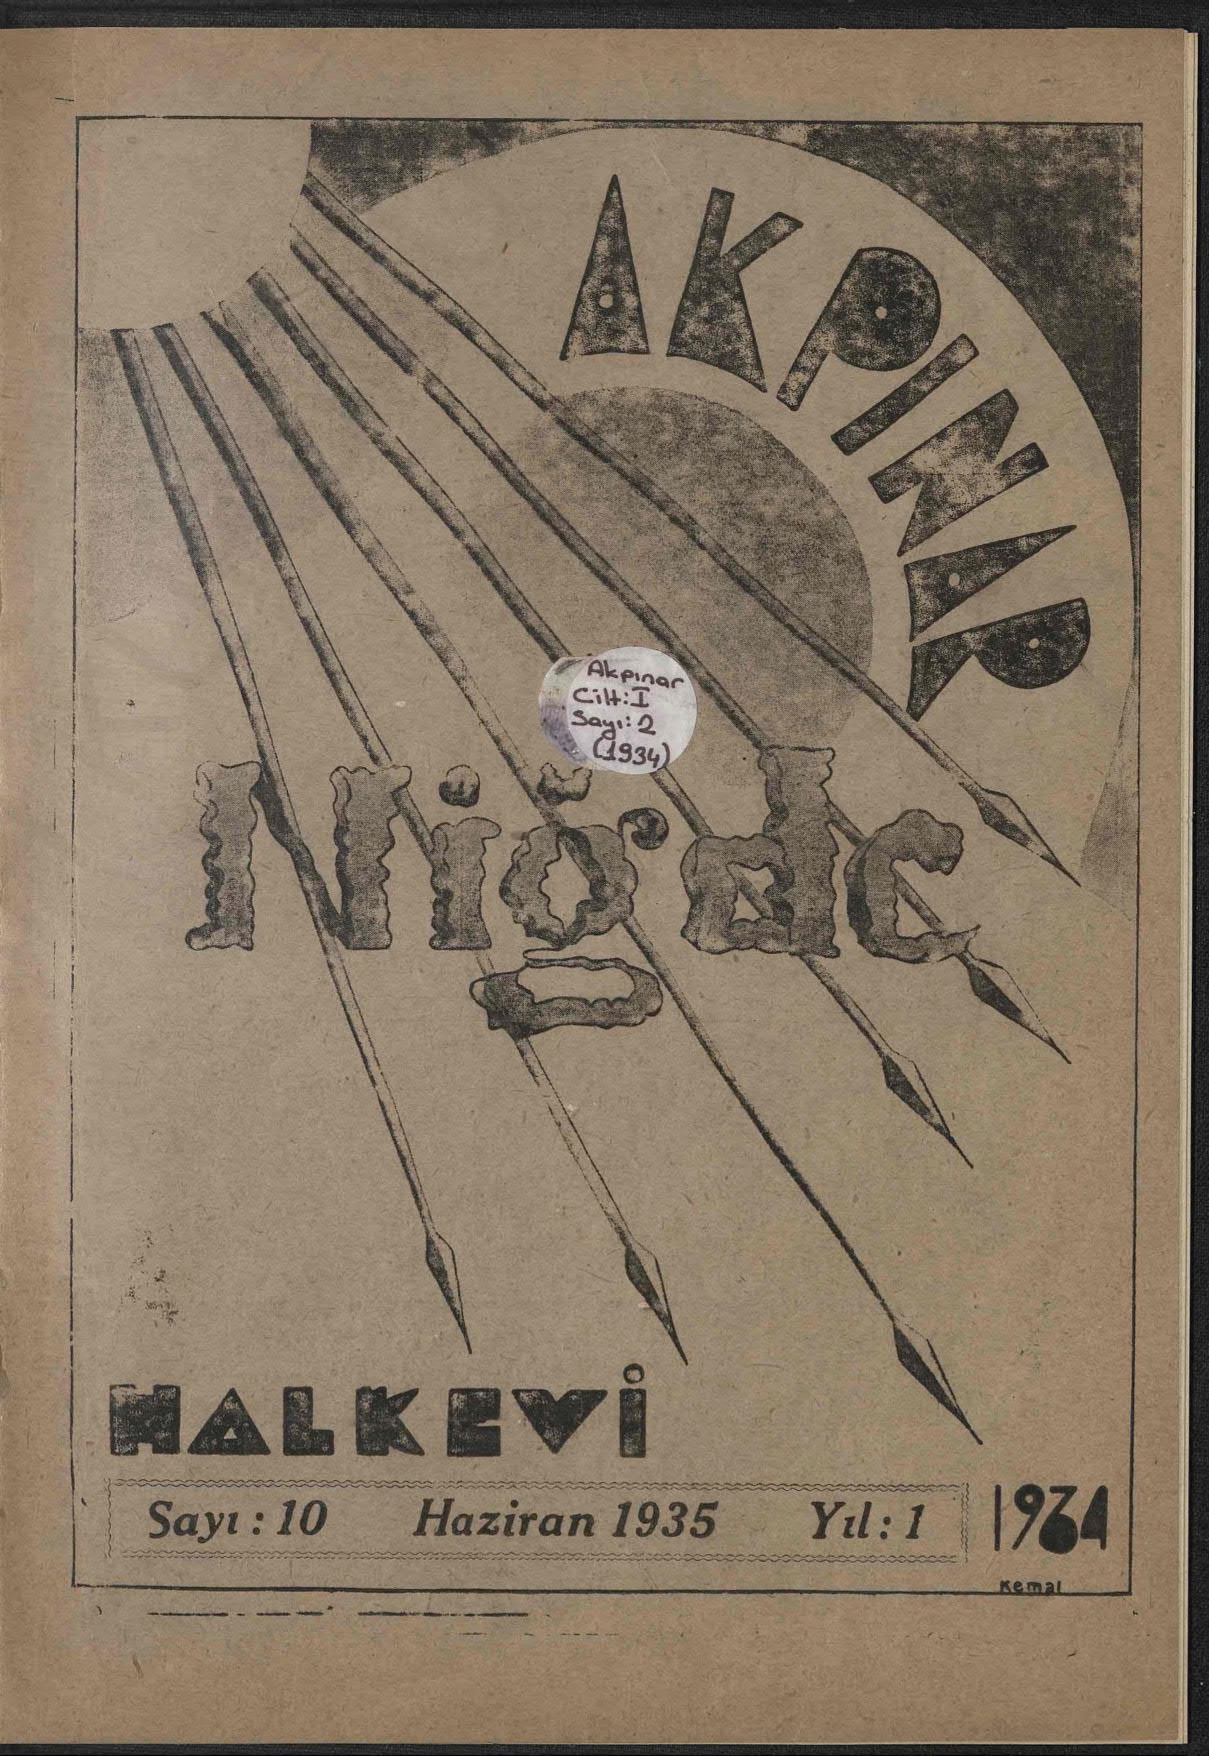 AKPINAR
Akpınar
Cilt: I
Sayı: 2
(1934)
Niğde
HALKEVİ
Sayı: 10 Haziran 1935 Yıl: 1
1934
Kemal